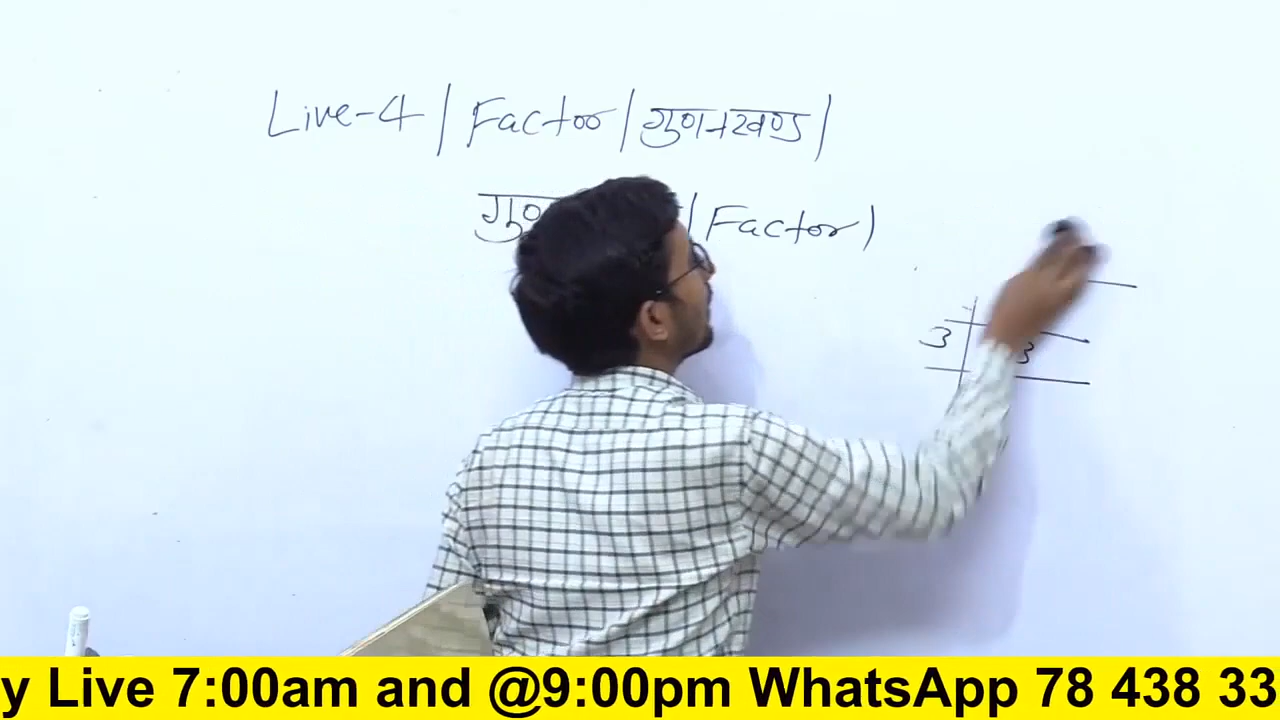 Live-4 / Factor / गुणनखण्ड /
(Factor)
3
3
y Live 7:00am and @9:00pm WhatsApp 78 438 33